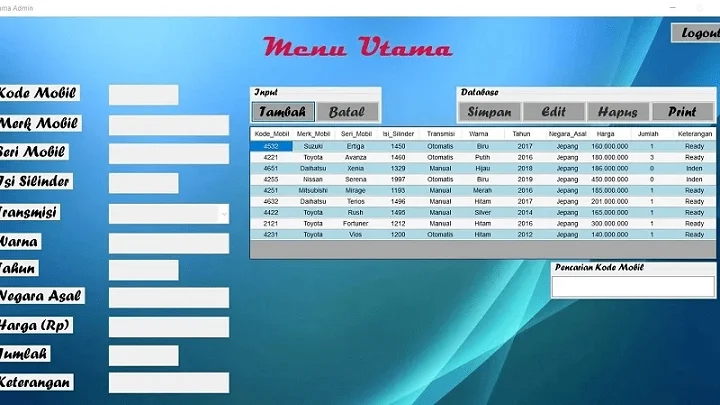 ama Admin
Logout
Menu Utama
Kode Mobil
Merk Mobil
Seri Mobil
Isi Silinder
Transmisi
Warna
Tahun
Negara Asal
Harga (Rp)
Jumlah
Keterangan
Input
Tambah Batal
Database
Simpan Edit Hapus Print
Kode_Mobil Merk_Mobil Seri_Mobil Isi_Silinder Transmisi Warna Tahun Negara_Asal Harga Jumlah Keterangan
4532 Suzuki Ertiga 1450 Otomatis Biru 2017 Jepang 160.000.000 1 Ready
4221 Toyota Avanza 1460 Otomatis Putih 2016 Jepang 180.000.000 3 Ready
4651 Daihatsu Xenia 1329 Manual Hijau 2018 Jepang 186.000.000 0 Inden
4255 Nissan Serena 1997 Otomatis Biru 2019 Jepang 450.000.000 0 Inden
4251 Mitsubishi Mirage 1193 Manual Merah 2016 Jepang 185.000.000 1 Ready
4632 Daihatsu Terios 1496 Manual Hitam 2017 Jepang 201.000.000 1 Ready
4422 Toyota Rush 1495 Manual Silver 2014 Jepang 165.000.000 1 Ready
2121 Toyota Fortuner 1212 Manual Hitam 2016 Jepang 300.000.000 1 Ready
4231 Toyota Vios 1200 Otomatis Hitam 2012 Jepang 140.000.000 1 Ready
Pencarian Kode Mobil